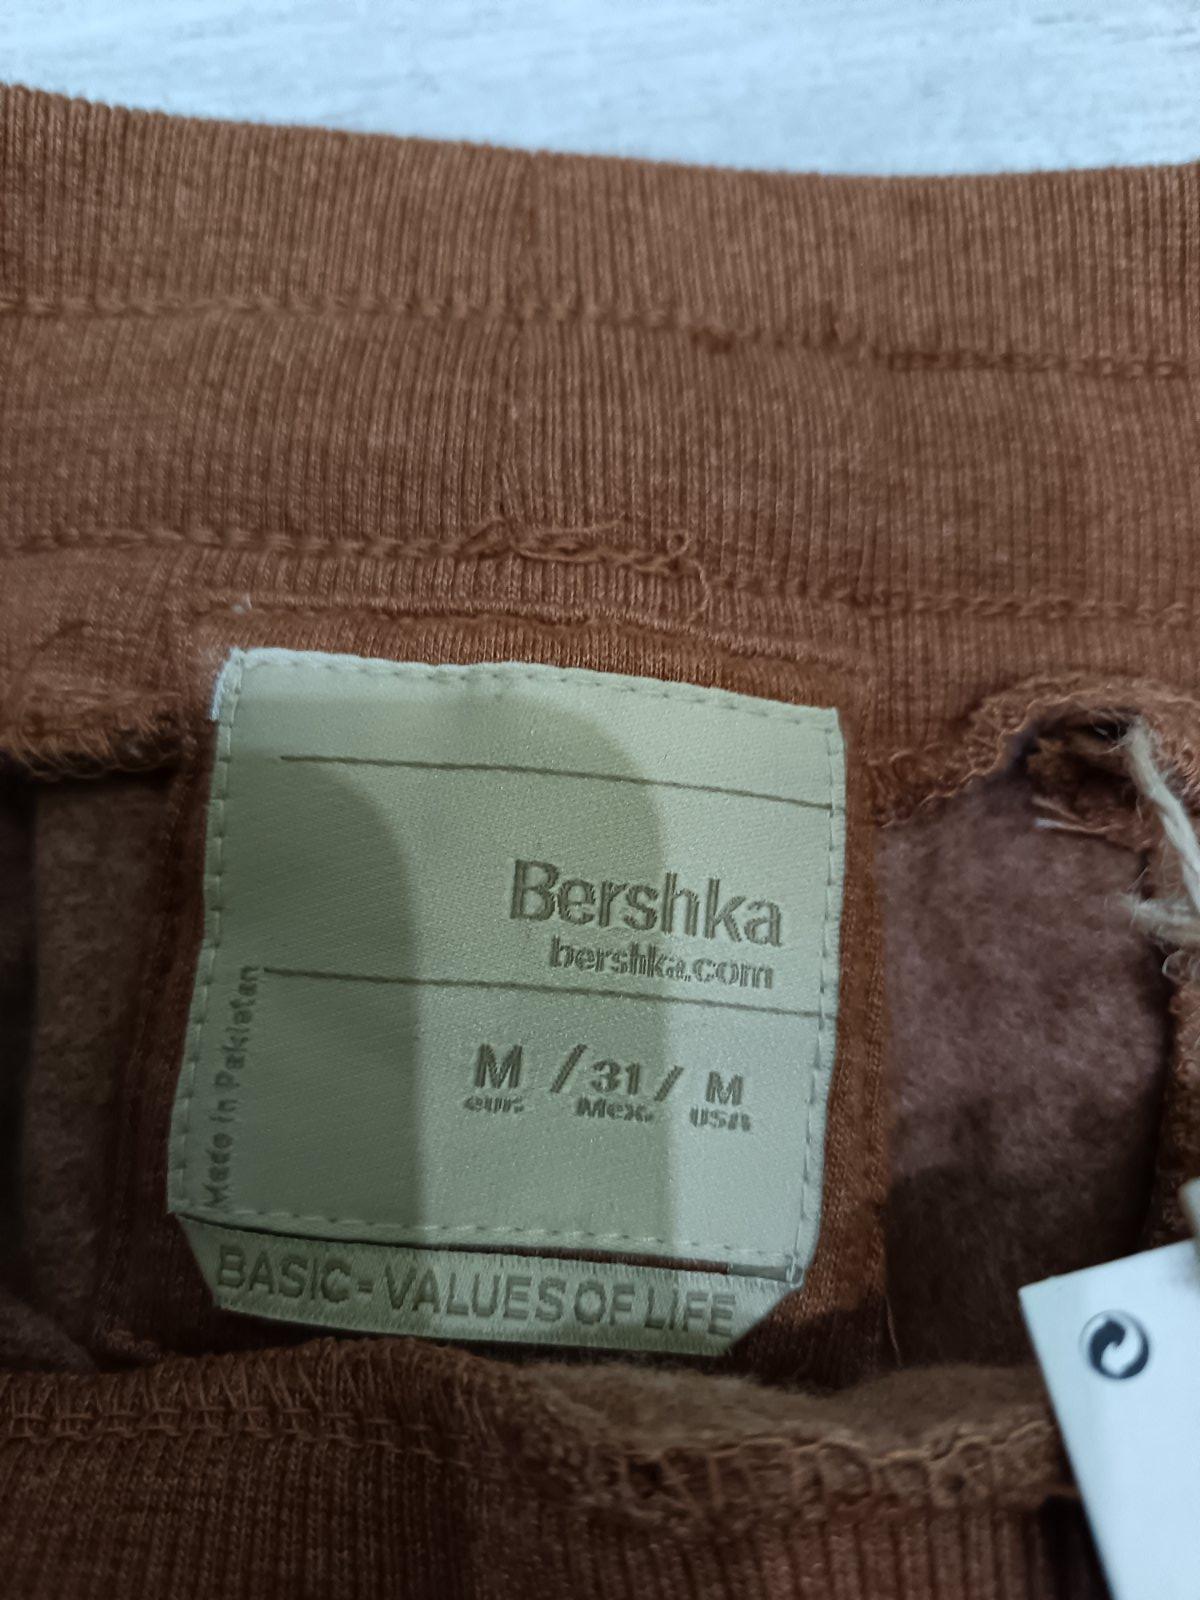 Bershka
bershka.com
M / 31 / M
eur. Mex. USA
Made in Pakistan
BASIC=VALUES OF LIFE